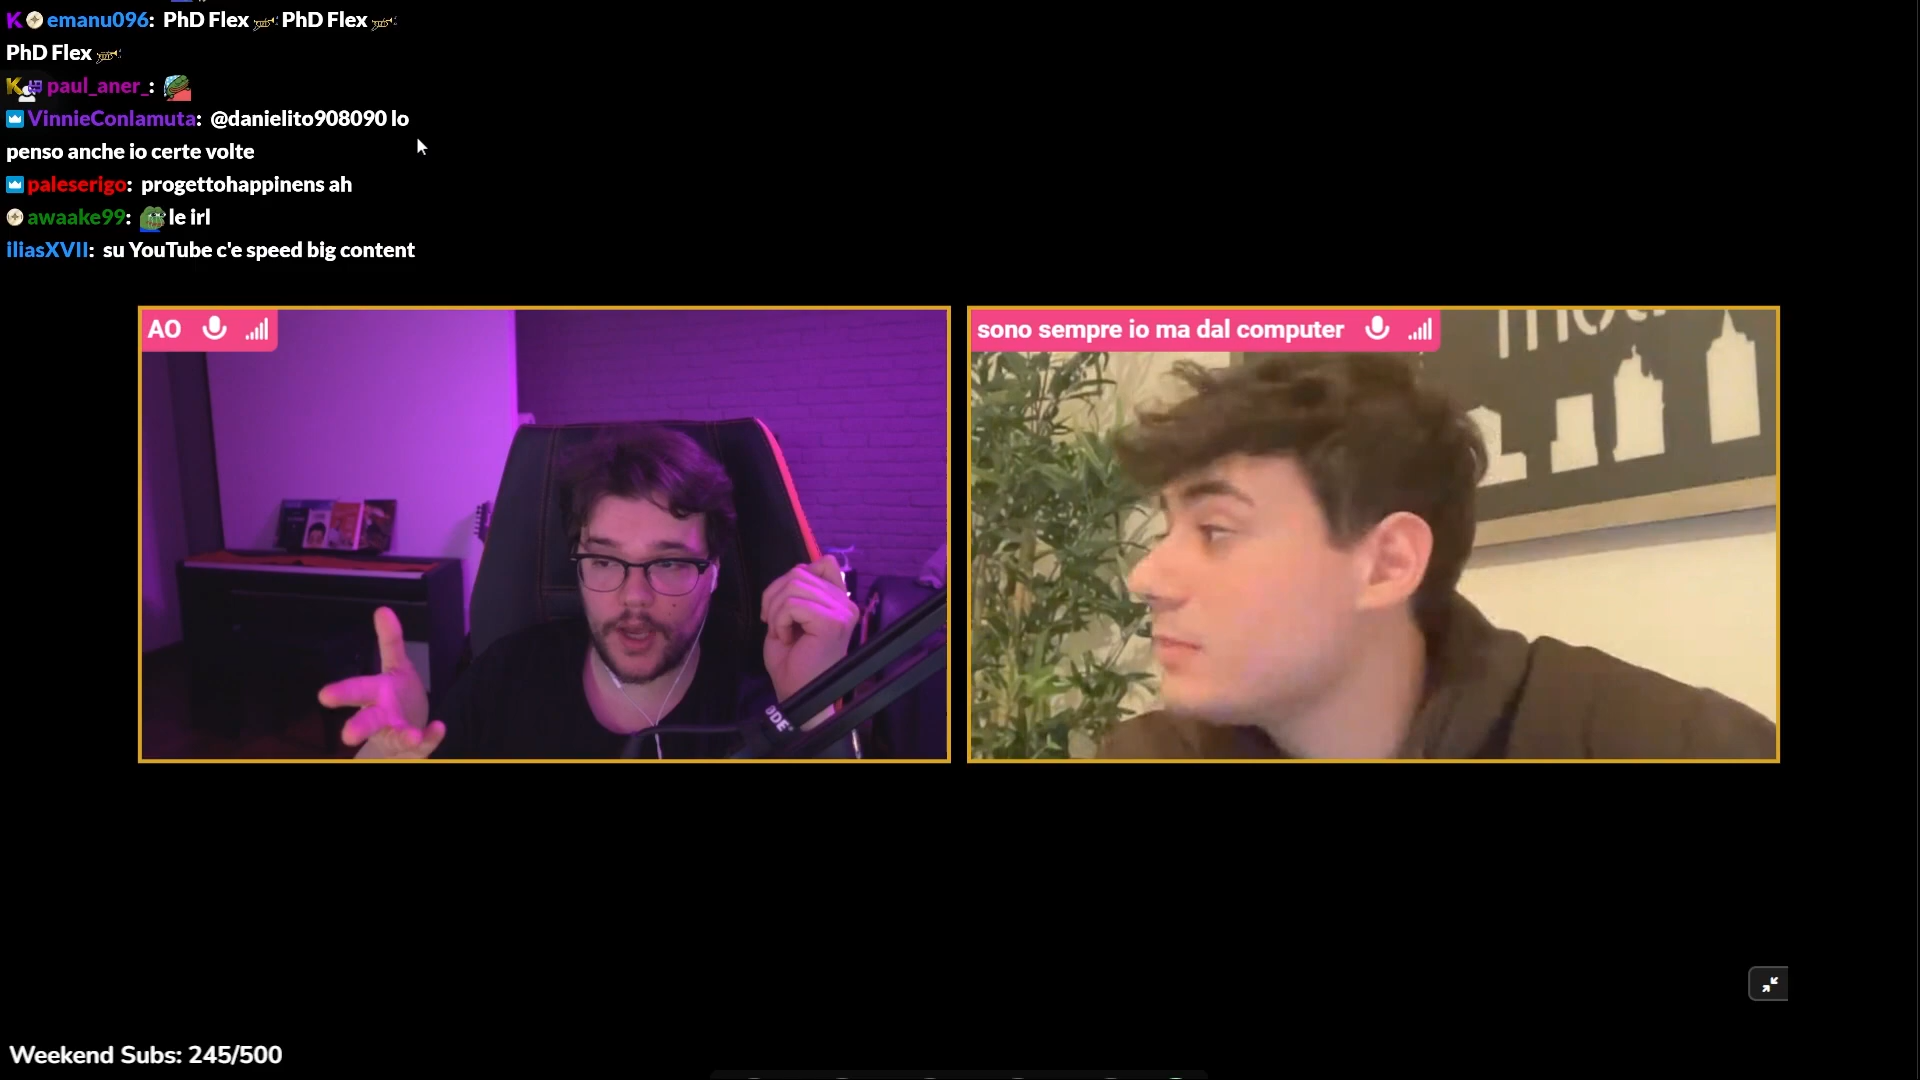 emanu096: PhD Flex PhD Flex
PhD Flex
paul_aner_:
VinnieConlamuta: @danielito908090 lo
penso anche io certe volte
paleserigo: progettohappinens ah
awaake99: le irl
iliasXVII: su YouTube c'e speed big content
AO
sono sempre io ma dal computer
Weekend Subs: 245/500